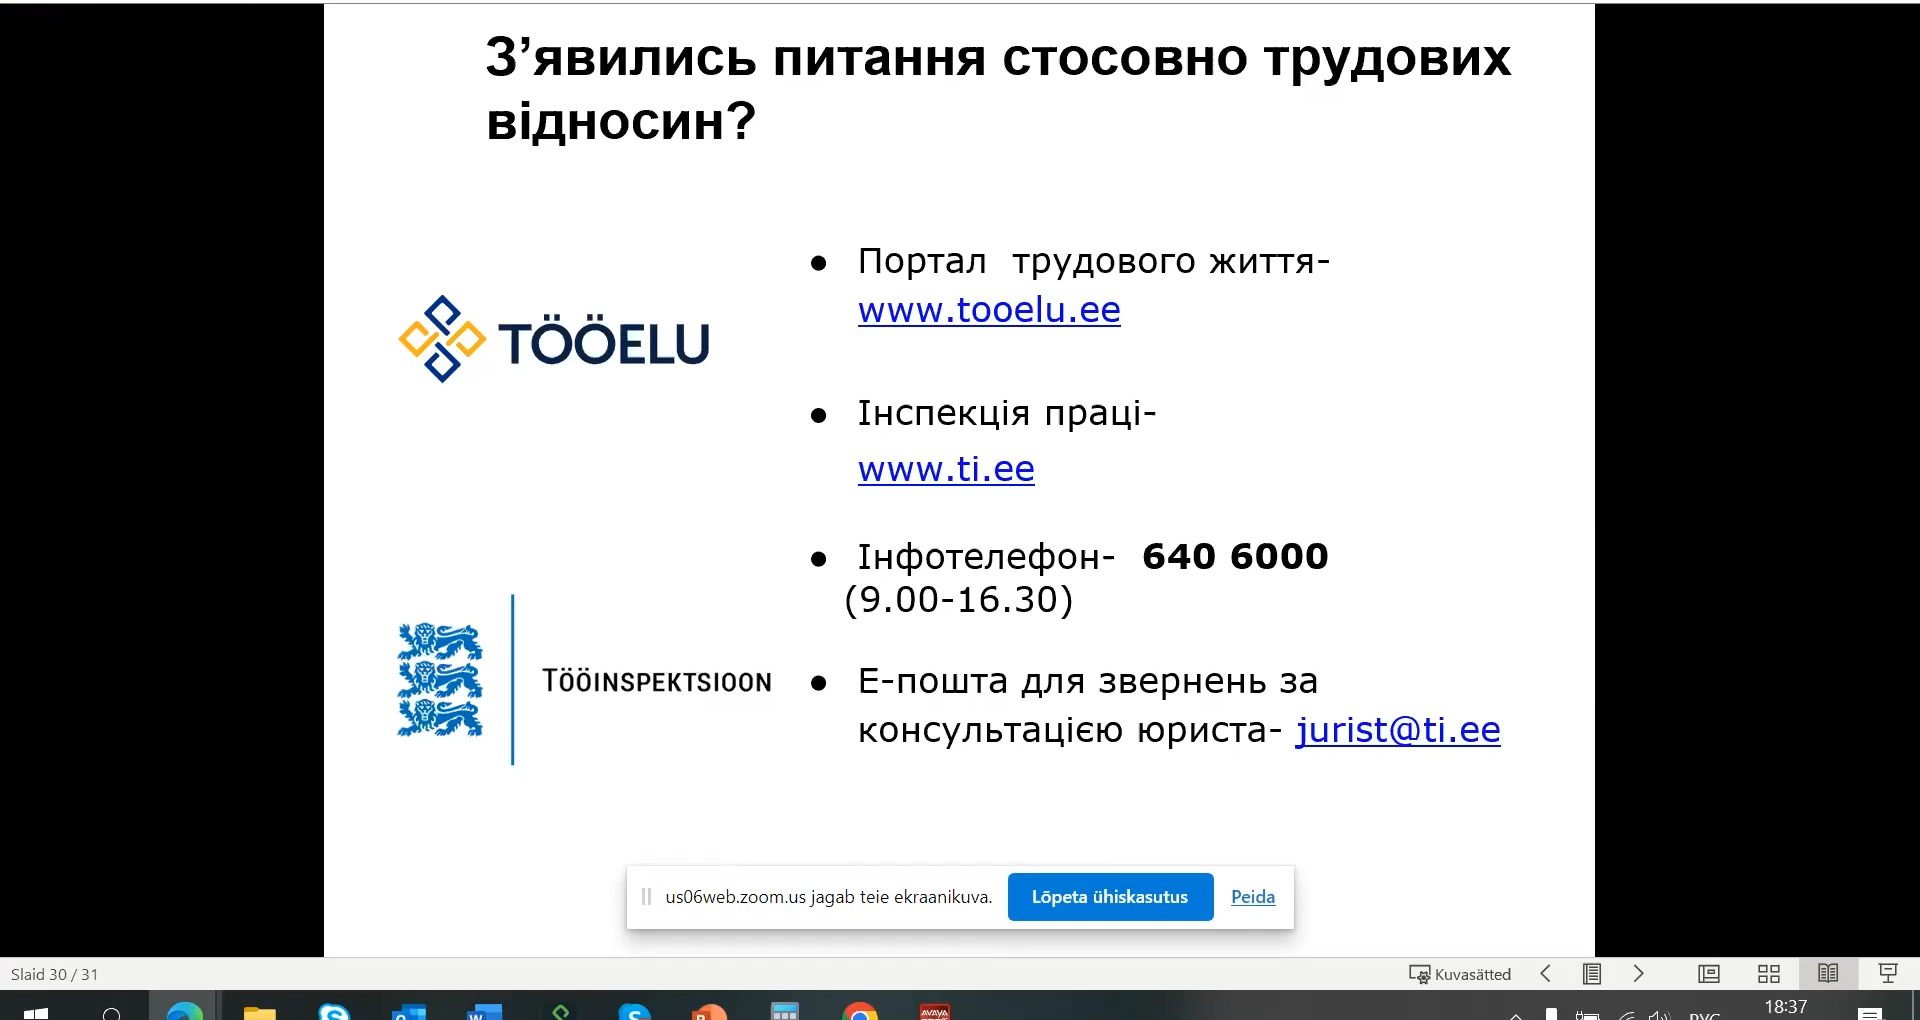 З’явились питання стосовно трудових
відносин?
● Портал  трудового життя-
www.tooelu.ee
TÖÖELU
● Інспекція праці-
www.ti.ee
● Інфотелефон-  640 6000
(9.00-16.30)
TÖÖINSPEKTSIOON
● Е-пошта для звернень за
консультацією юриста- jurist@ti.ee
us06web.zoom.us jagab teie ekraanikuva.
Lõpeta ühiskasutus
Peida
Slaid 30 / 31
Kuvasätted
AVAYA
РУС
18:37